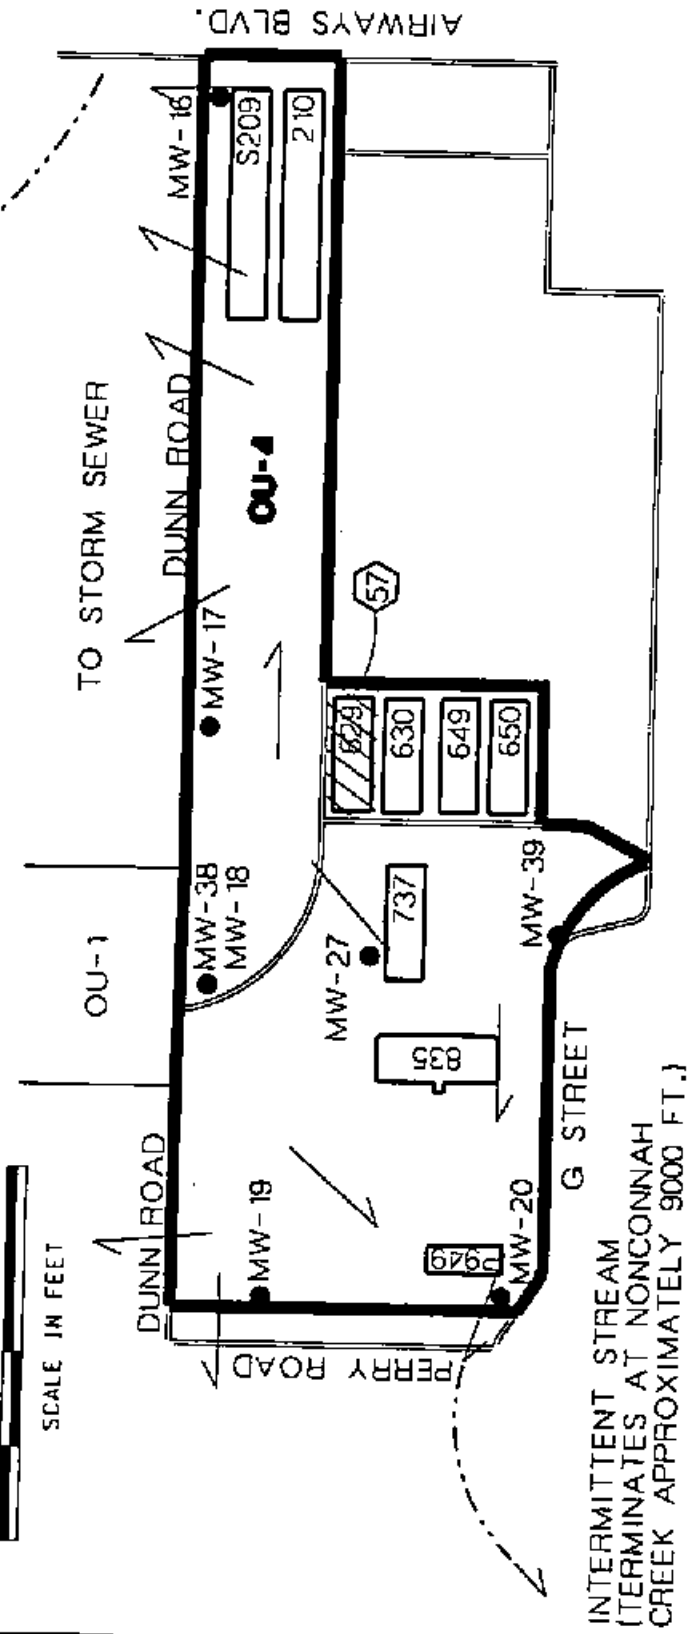 AIRWAYS BLVD.
MW-16
S209
210
DUNN ROAD
TO STORM SEWER
OU-4
MW-17
57
629
630
649
650
OU-1
MW-38
MW-18
737
MW-27
MW-39
835
G STREET
DUNN ROAD
MW-19
949
MW-20
SCALE IN FEET
PERRY ROAD
INTERMITTENT STREAM
(TERMINATES AT NONCONNAH
CREEK APPROXIMATELY 9000 FT.)